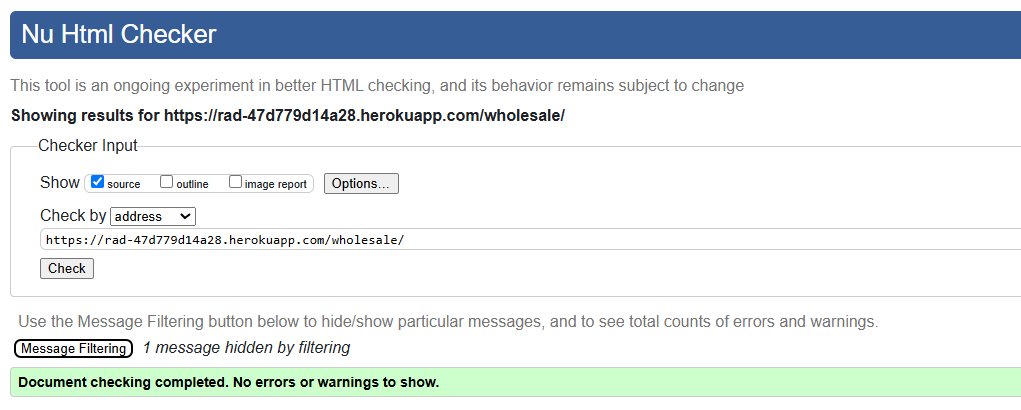 Nu Html Checker
This tool is an ongoing experiment in better HTML checking, and its behavior remains subject to change
Showing results for https://rad-47d779d14a28.herokuapp.com/wholesale/
Checker Input
Show source outline image report Options...
Check by address
https://rad-47d779d14a28.herokuapp.com/wholesale/
Check
Use the Message Filtering button below to hide/show particular messages, and to see total counts of errors and warnings.
Message Filtering 1 message hidden by filtering
Document checking completed. No errors or warnings to show.